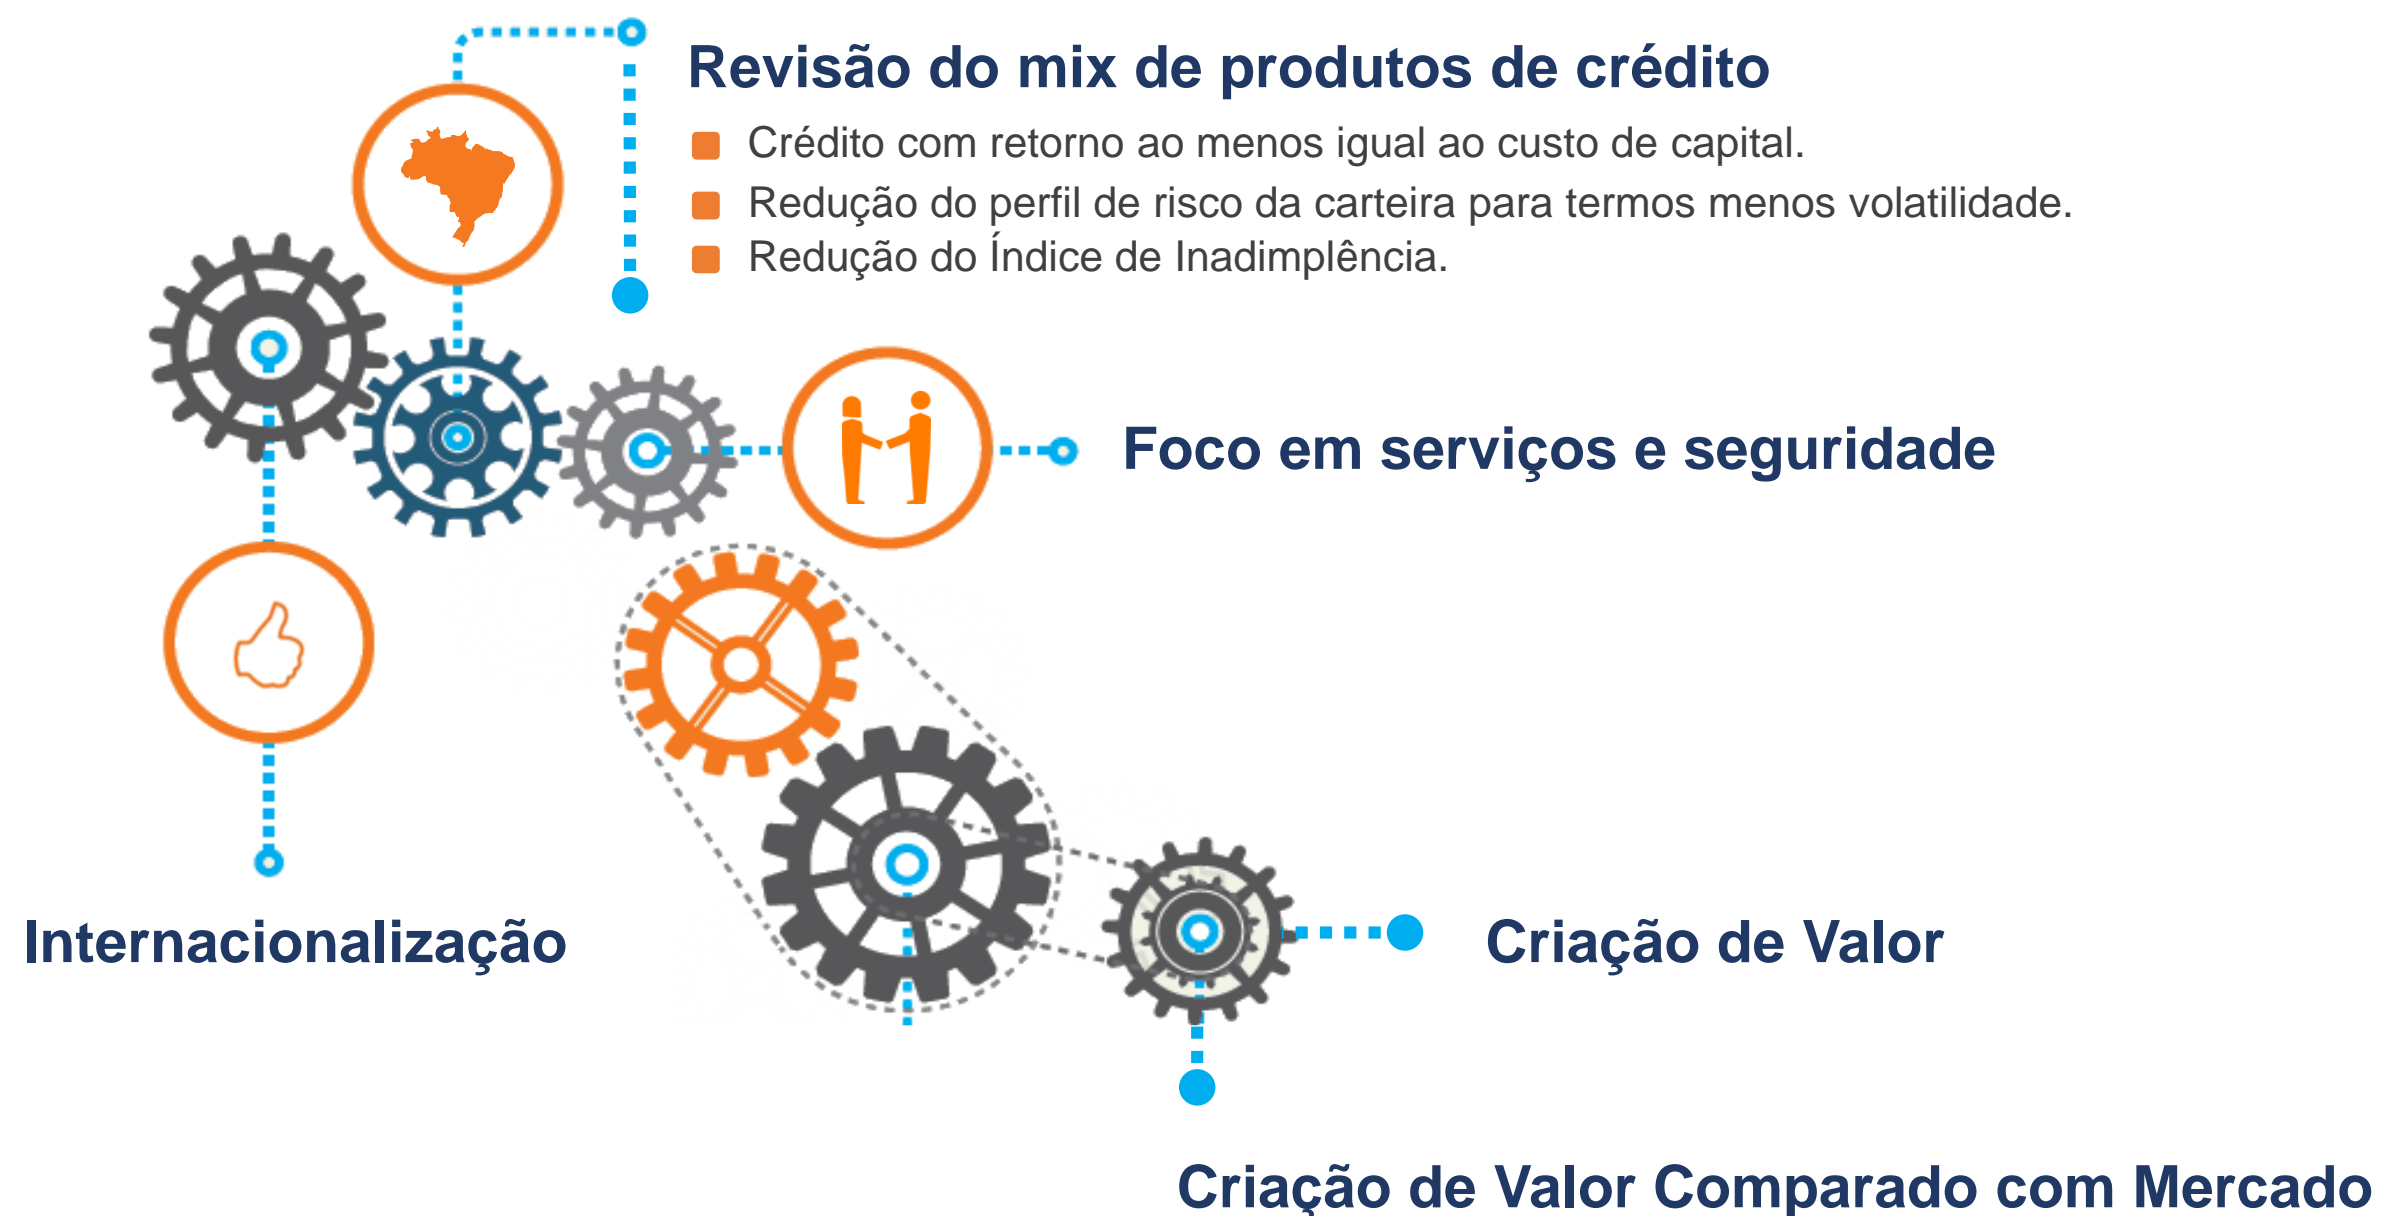 Revisão do mix de produtos de crédito
Crédito com retorno ao menos igual ao custo de capital.
Redução do perfil de risco da carteira para termos menos volatilidade.
Redução do Índice de Inadimplência.
Foco em serviços e seguridade
Internacionalização
Criação de Valor
Criação de Valor Comparado com Mercado